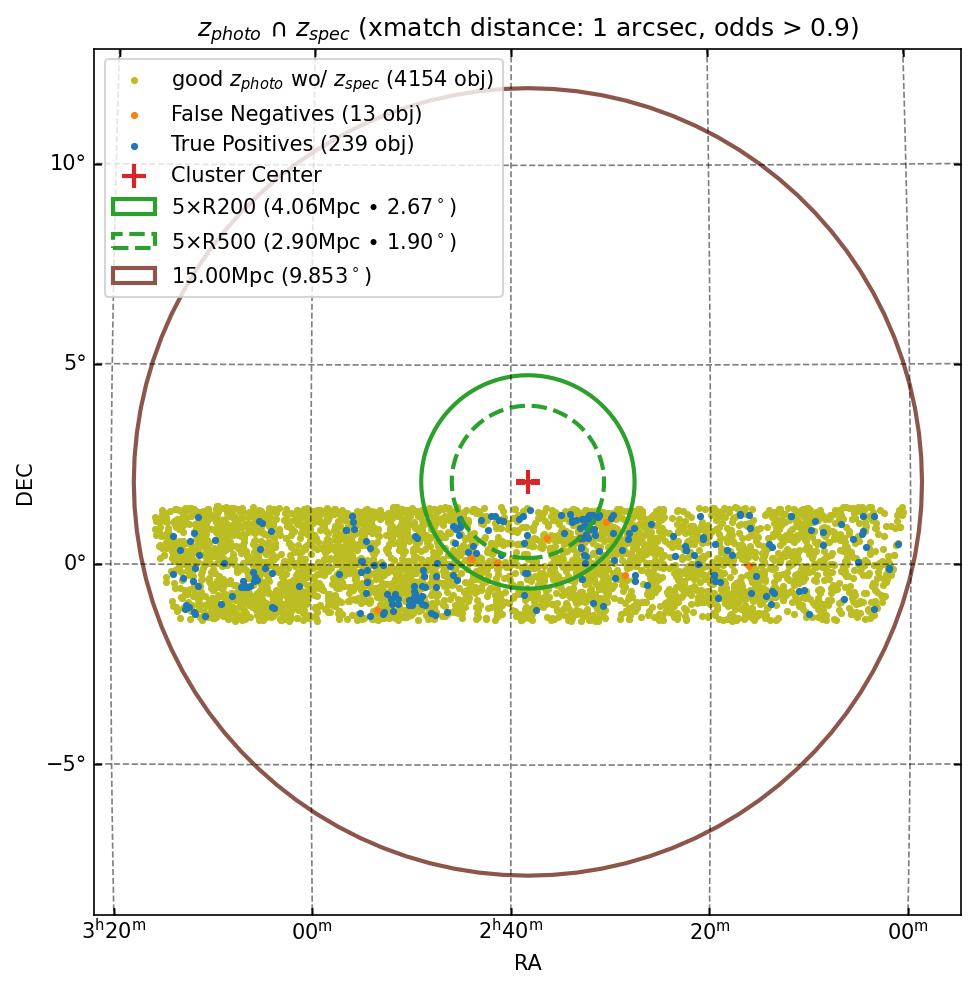 z_photo ∩ z_spec (xmatch distance: 1 arcsec, odds > 0.9)
good z_photo wo/ z_spec (4154 obj)
False Negatives (13 obj)
True Positives (239 obj)
Cluster Center
5×R200 (4.06Mpc • 2.67°)
5×R500 (2.90Mpc • 1.90°)
15.00Mpc (9.853°)
10°
5°
0°
−5°
DEC
3h20m 00m 2h40m 20m 00m
RA